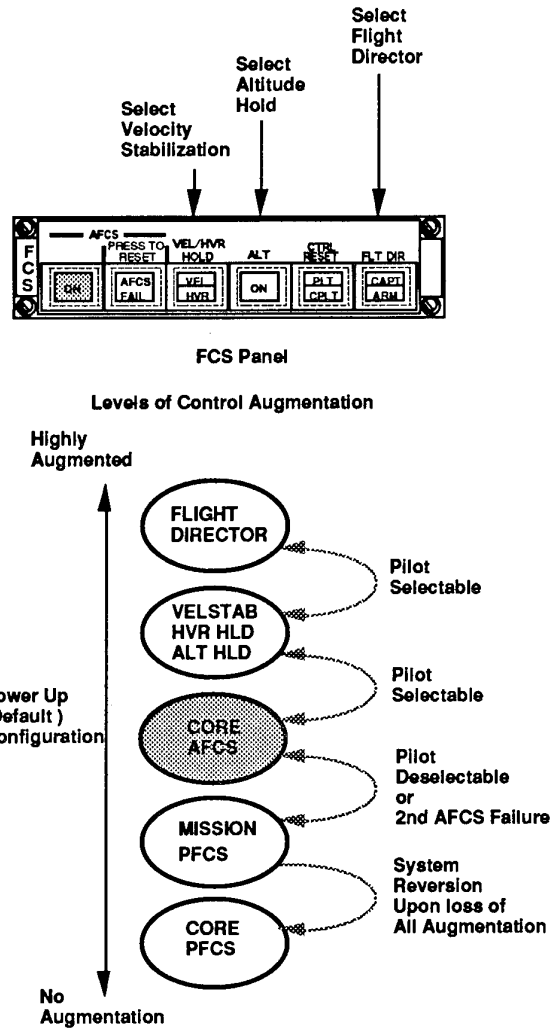 Select
Flight
Director
Select
Altitude
Hold
Select
Velocity
Stabilization
FCS
AFCS
PRESS TO
RESET
VEL/HVR
HOLD
ALT
CTRL
RESET
FLT DIR
ON
AFCS
FAIL
VEL
HVR
ON
PLT
CPLT
CAPT
ARM
FCS Panel
Levels of Control Augmentation
Highly
Augmented
FLIGHT
DIRECTOR
Pilot
Selectable
VELSTAB
HVR HLD
ALT HLD
Pilot
Selectable
ower Up
Default )
onfiguration
CORE
AFCS
Pilot
Deselectable
or
2nd AFCS Failure
MISSION
PFCS
System
Reversion
Upon loss of
All Augmentation
CORE
PFCS
No
Augmentation